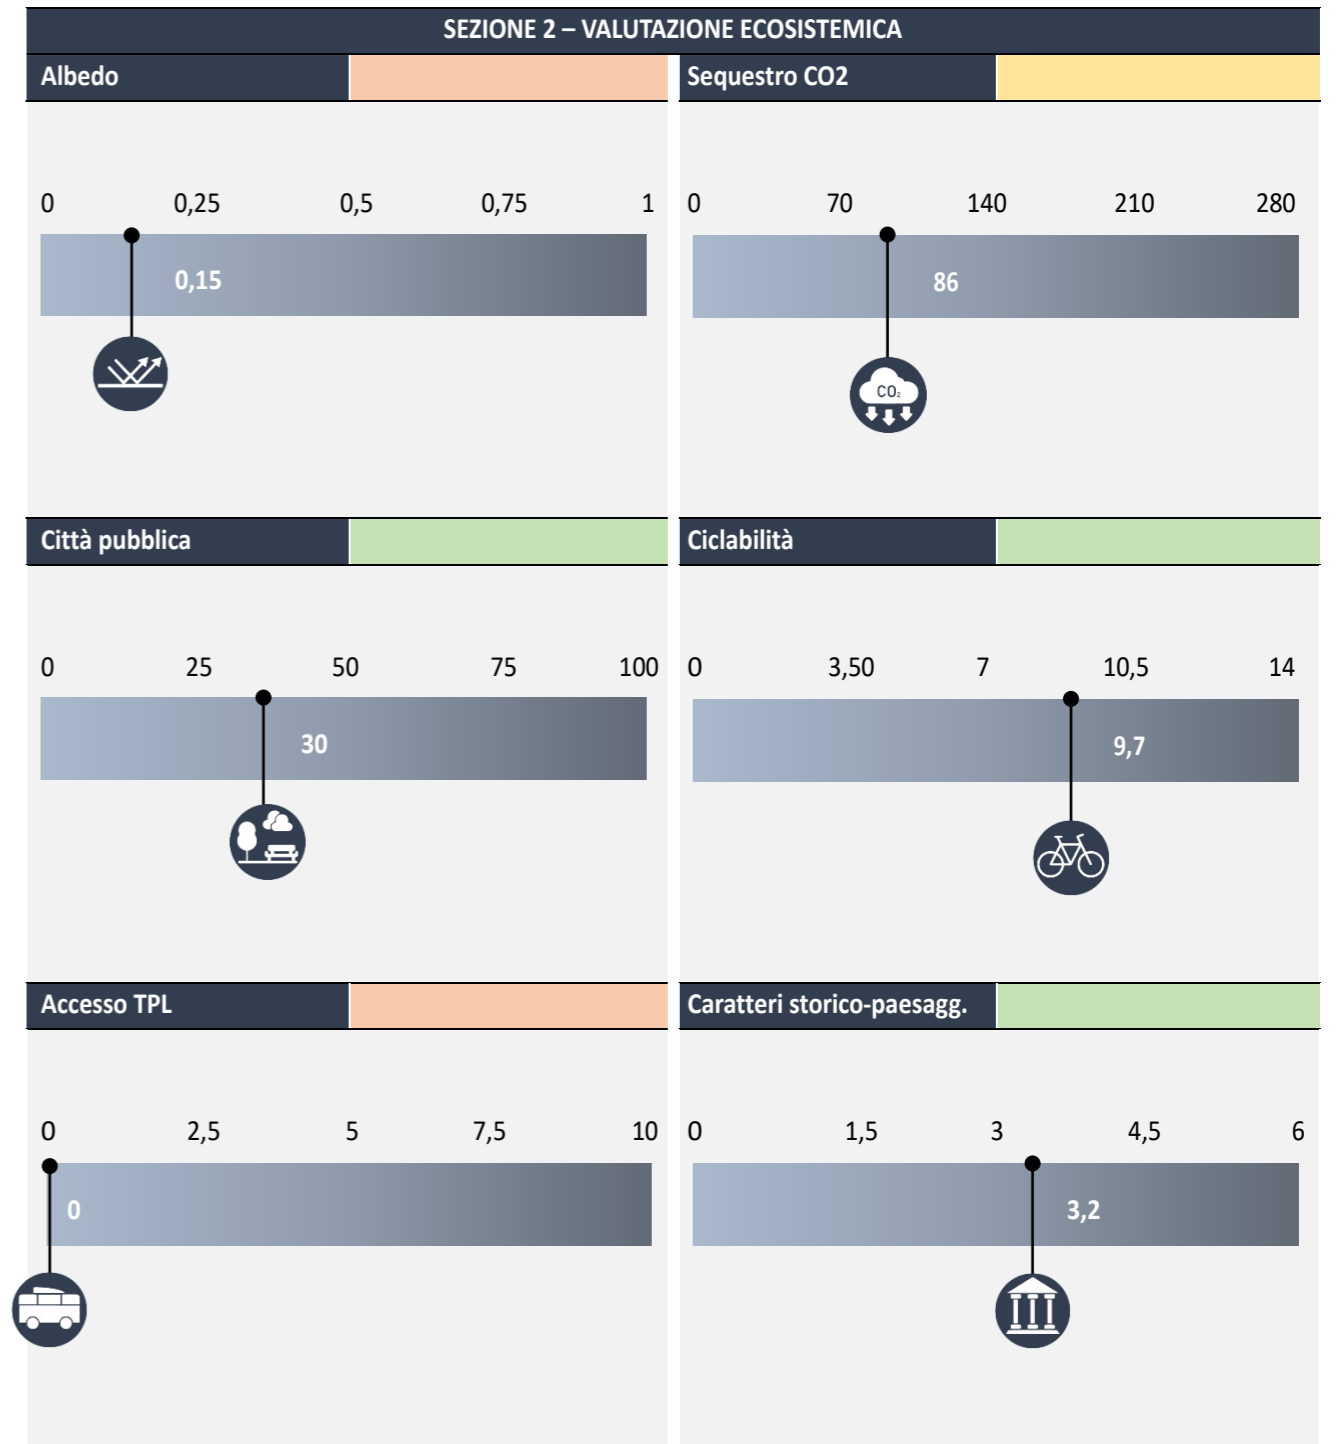 SEZIONE 2 – VALUTAZIONE ECOSISTEMICA
Albedo
Sequestro CO2
0 0,25 0,5 0,75 1
0 70 140 210 280
0,15
86
CO₂
Città pubblica
Ciclabilità
0 25 50 75 100
0 3,50 7 10,5 14
30
9,7
Accesso TPL
Caratteri storico-paesagg.
0 2,5 5 7,5 10
0 1,5 3 4,5 6
0
3,2